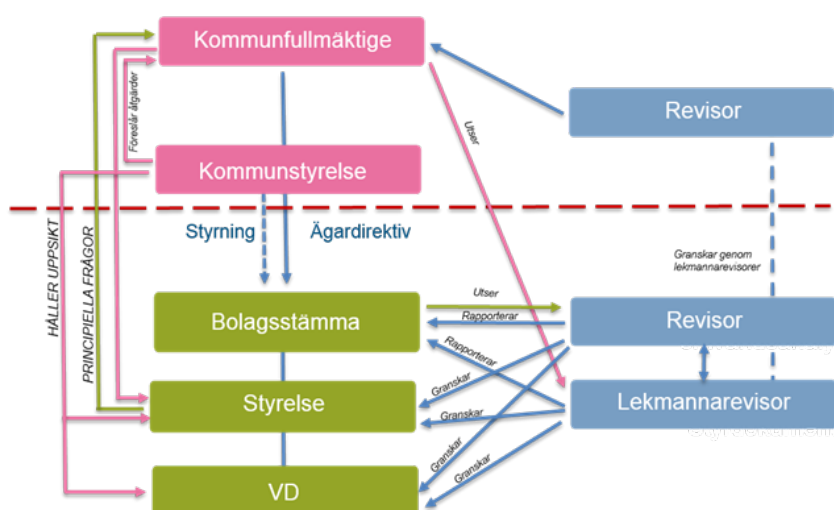 Kommunfullmäktige
Revisor
Föreslår åtgärder
Utser
Kommunstyrelse
Styrning
Ägardirektiv
Granskar genom
lekmannarevisorer
HÅLLER UPPSIKT
PRINCIPIELLA FRÅGOR
Bolagsstämma
Utser
Rapporterar
Revisor
Rapporterar
Granskar
Styrelse
Granskar
Lekmannarevisor
Granskar
Granskar
VD